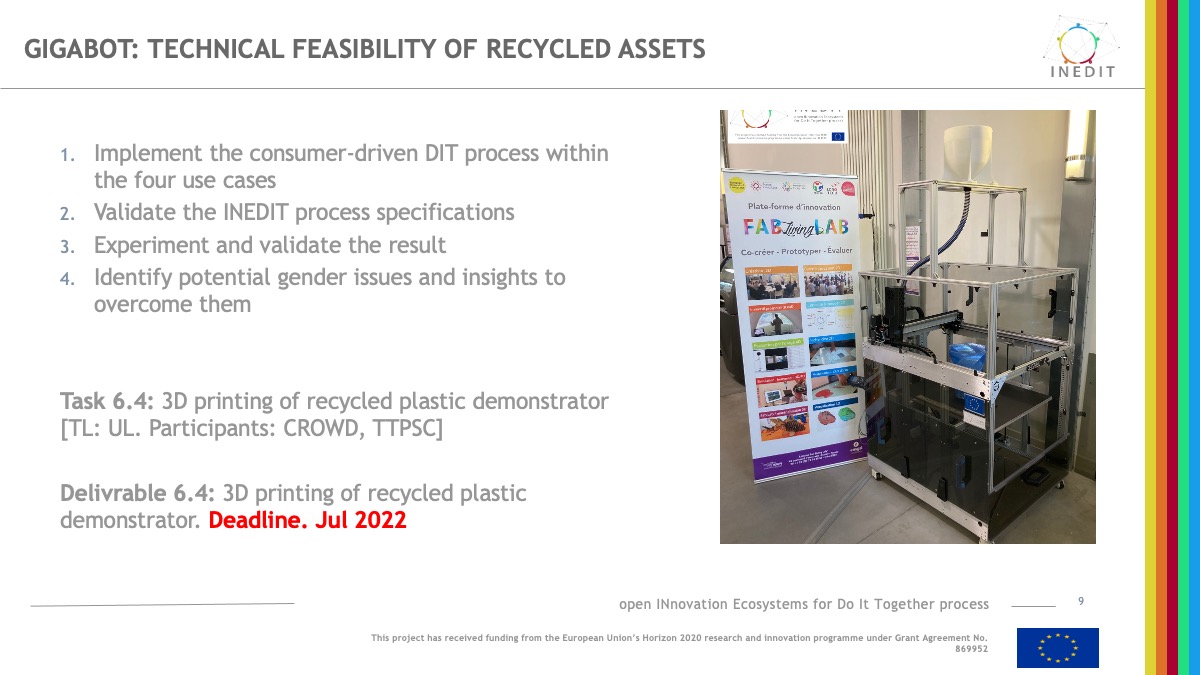 GIGABOT: TECHNICAL FEASIBILITY OF RECYCLED ASSETS
INEDIT
1. Implement the consumer-driven DIT process within
the four use cases
2. Validate the INEDIT process specifications
3. Experiment and validate the result
4. Identify potential gender issues and insights to
overcome them
Task 6.4: 3D printing of recycled plastic demonstrator
[TL: UL. Participants: CROWD, TTPSC]
Delivrable 6.4: 3D printing of recycled plastic
demonstrator. Deadline. Jul 2022
Plate-forme d'innovation
FAB Living LAB
Co-créer - Prototyper - Évaluer
open INnovation Ecosystems for Do It Together process
9
This project has received funding from the European Union's Horizon 2020 research and innovation programme under Grant Agreement No.
869952